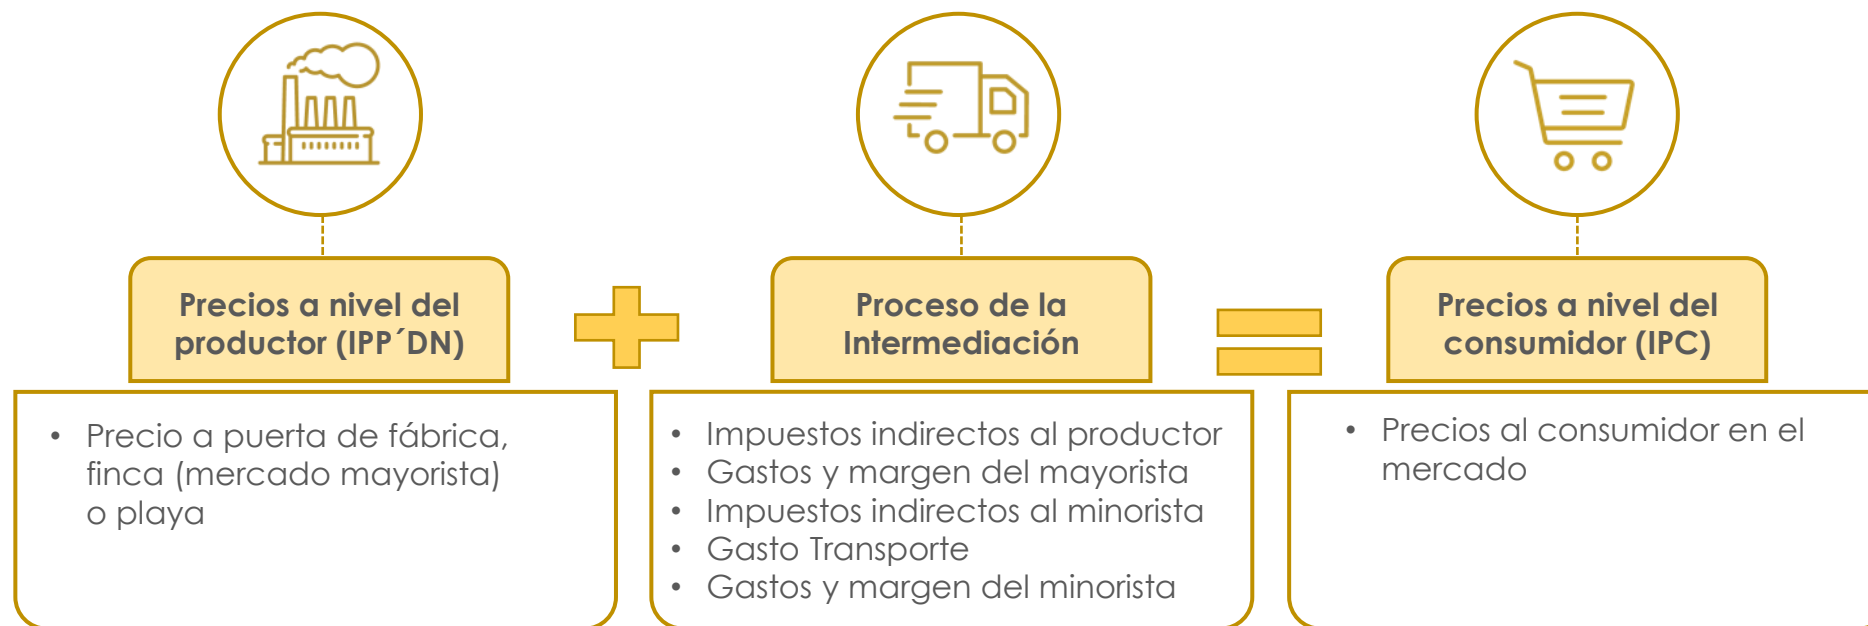 Precios a nivel del
productor (IPP´DN)
• Precio a puerta de fábrica,
finca (mercado mayorista)
o playa
Proceso de la
Intermediación
• Impuestos indirectos al productor
• Gastos y margen del mayorista
• Impuestos indirectos al minorista
• Gasto Transporte
• Gastos y margen del minorista
Precios a nivel del
consumidor (IPC)
• Precios al consumidor en el
mercado